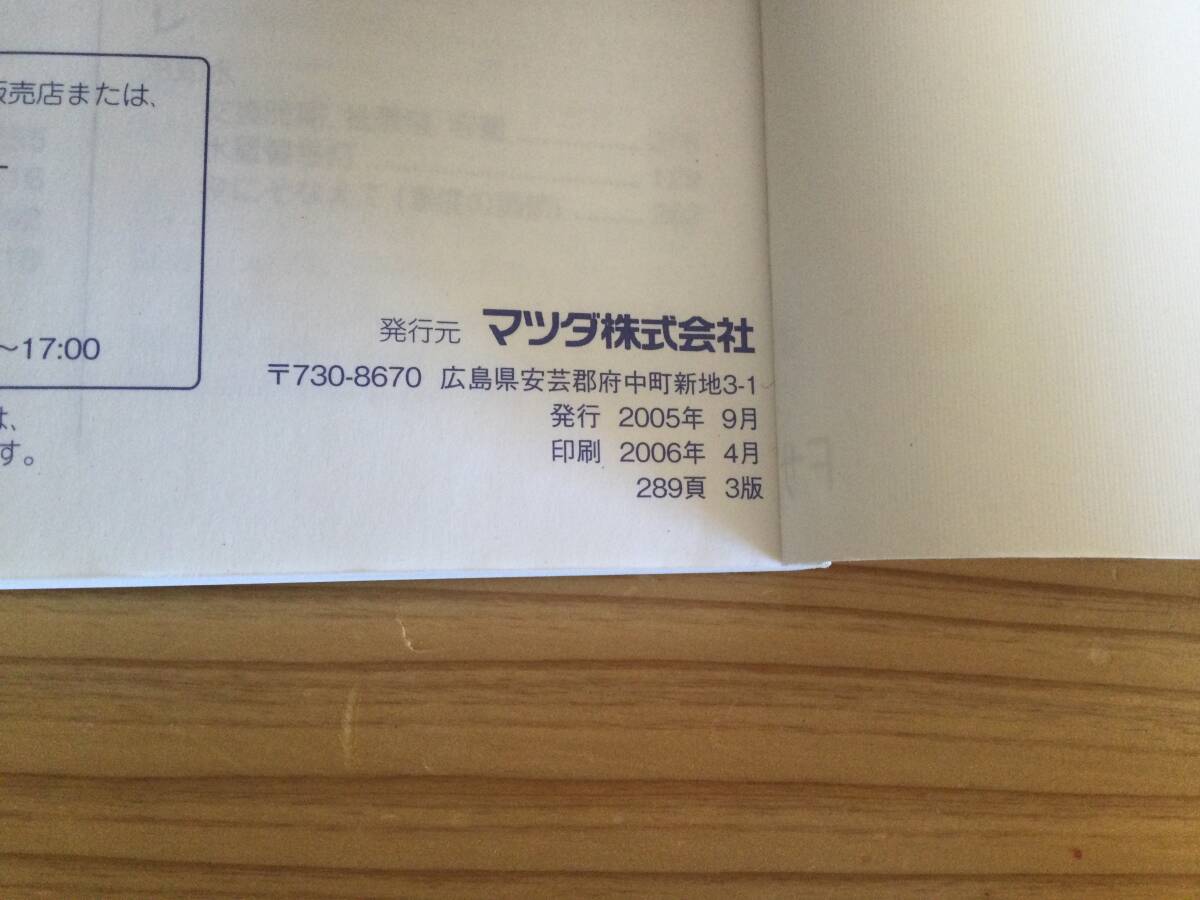 販売店または、
～17:00
は、
す。
発行元 マツダ株式会社
〒730-8670 広島県安芸郡府中町新地3-1
発行 2005年 9月
印刷 2006年 4月
289頁 3版